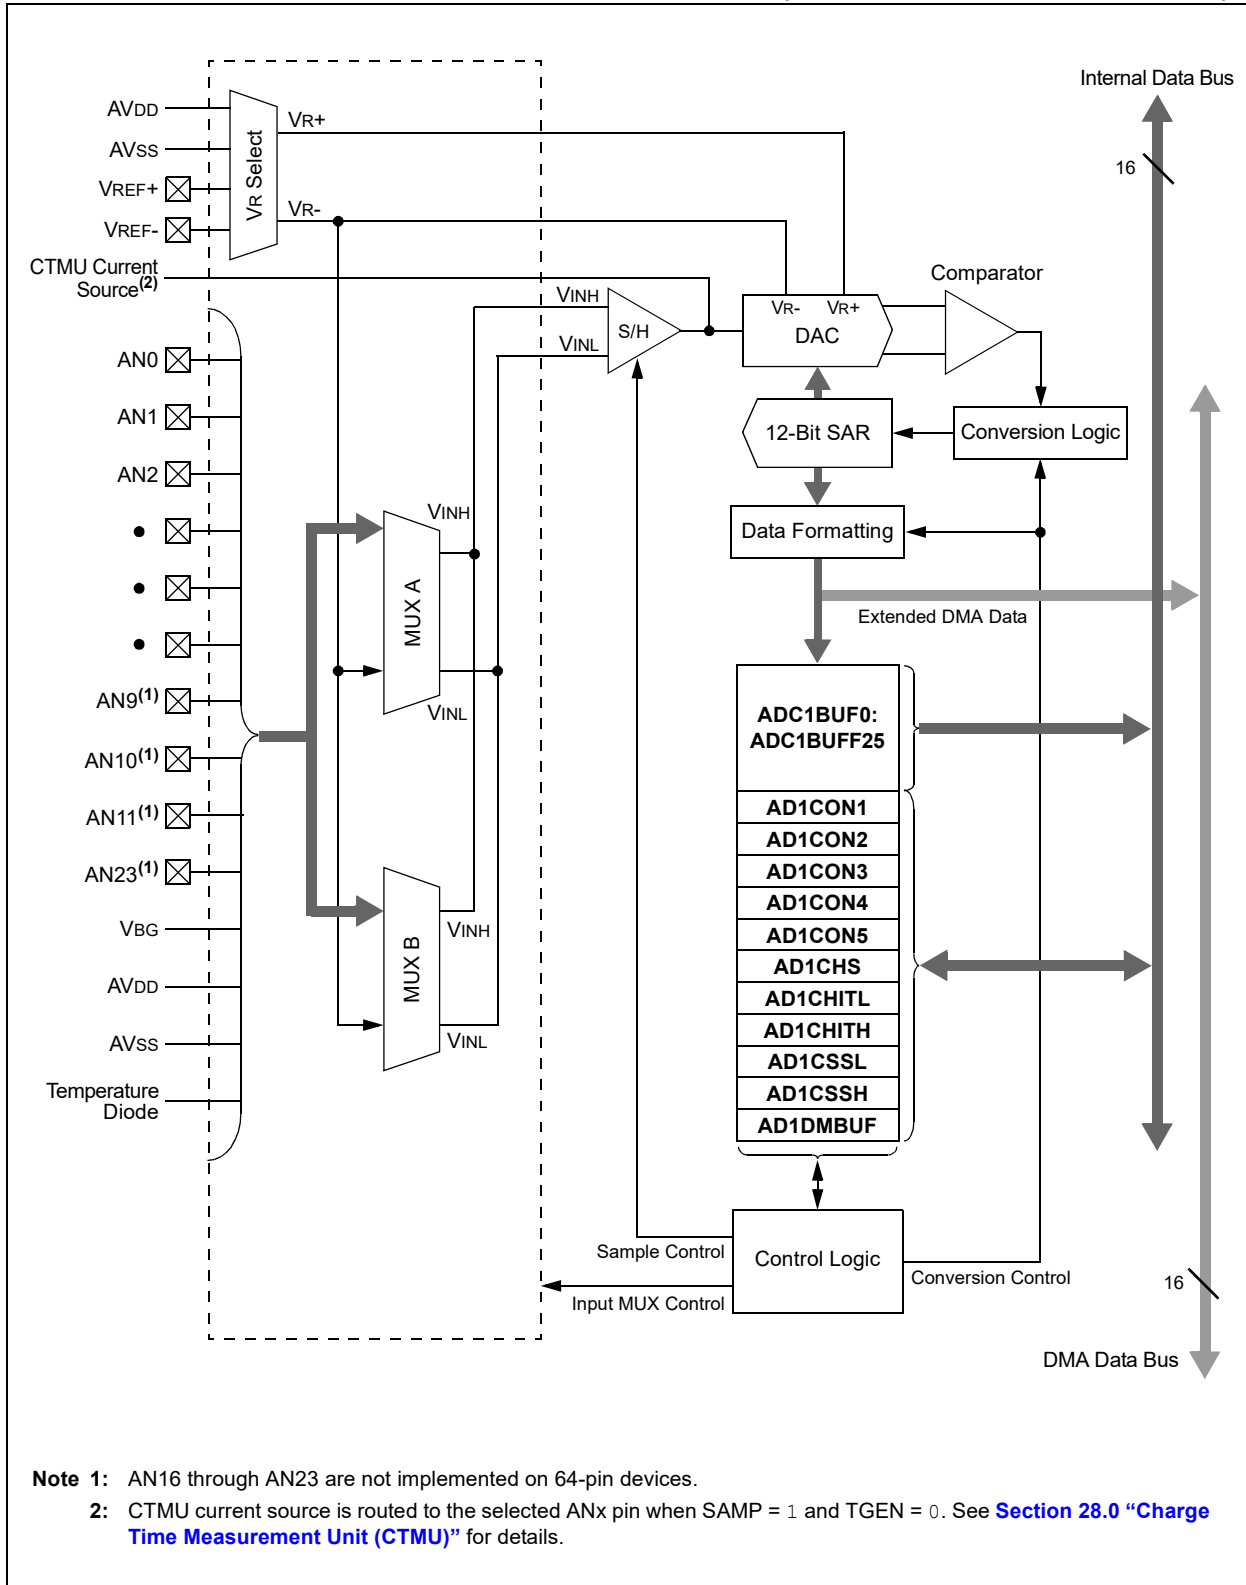 Internal Data Bus
AVDD
AVSS
VREF+
VREF-
VR Select
VR+
VR-
16
CTMU Current
Source(2)
Comparator
VINH
VINL
S/H
VR- VR+
DAC
AN0
AN1
AN2
12-Bit SAR
Conversion Logic
VINH
MUX A
VINL
Data Formatting
Extended DMA Data
AN9(1)
AN10(1)
AN11(1)
AN23(1)
VBG
AVDD
AVSS
Temperature
Diode
MUX B
VINH
VINL
ADC1BUF0:
ADC1BUFF25
AD1CON1
AD1CON2
AD1CON3
AD1CON4
AD1CON5
AD1CHS
AD1CHITL
AD1CHITH
AD1CSSL
AD1CSSH
AD1DMBUF
Sample Control
Control Logic
Conversion Control
Input MUX Control
16
DMA Data Bus
Note 1: AN16 through AN23 are not implemented on 64-pin devices.
2: CTMU current source is routed to the selected ANx pin when SAMP = 1 and TGEN = 0. See Section 28.0 “Charge
Time Measurement Unit (CTMU)” for details.